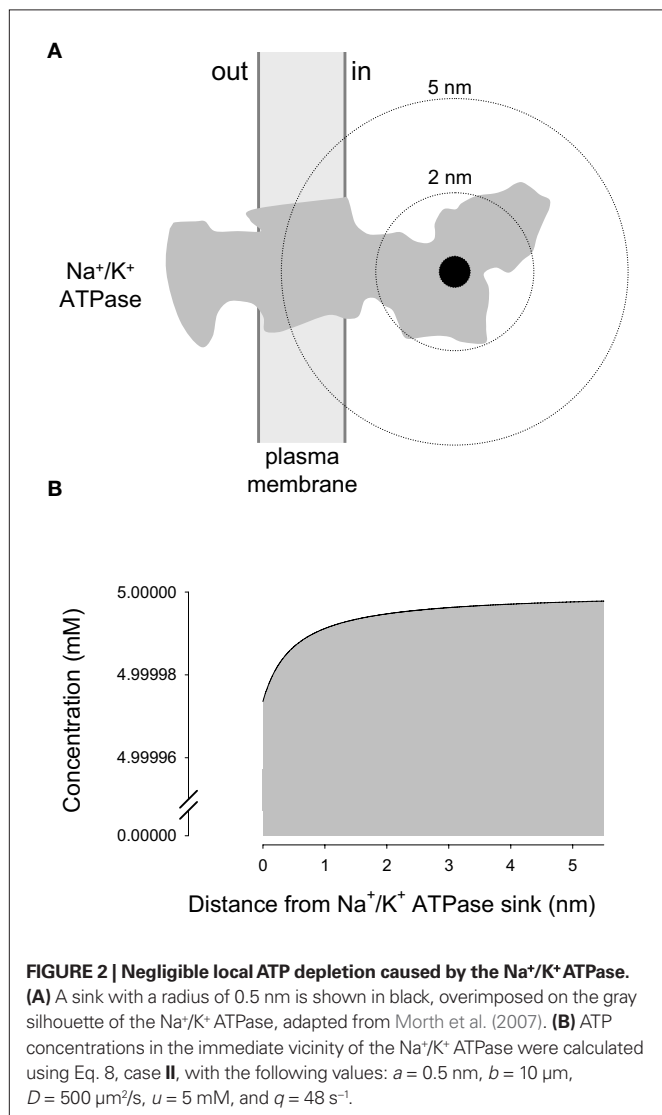 A
out
in
5 nm
2 nm
Na⁺/K⁺
ATPase
plasma
membrane
B
Concentration (mM)
5.00000
4.99998
4.99996
0.00000
0 1 2 3 4 5
Distance from Na⁺/K⁺ ATPase sink (nm)
FIGURE 2 | Negligible local ATP depletion caused by the Na⁺/K⁺ ATPase.
(A) A sink with a radius of 0.5 nm is shown in black, overimposed on the gray
silhouette of the Na⁺/K⁺ ATPase, adapted from Morth et al. (2007). (B) ATP
concentrations in the immediate vicinity of the Na⁺/K⁺ ATPase were calculated
using Eq. 8, case II, with the following values: a = 0.5 nm, b = 10 μm,
D = 500 μm²/s, u = 5 mM, and q = 48 s⁻¹.